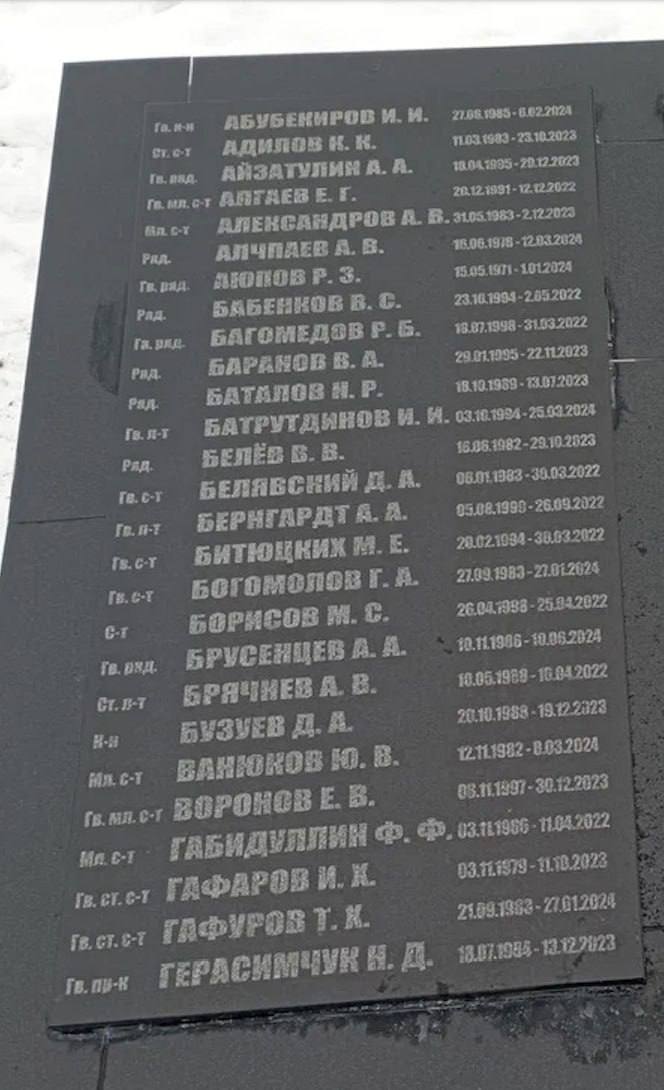 Гв. к-н АБУБЕКИРОВ И. И. 27.06.1985 - 6.02.2024
Ст. с-т АДИЛОВ К. К. 11.03.1983 - 23.10.2023
Гв. ряд. АЙЗАТУЛИН А. А. 18.04.1995 - 29.12.2023
Гв. мл. с-т АПГАЕВ Е. Г. 20.12.1991 - 12.12.2022
Мл. с-т АЛЕКСАНДРОВ А. В. 31.05.1983 - 2.12.2023
Ряд. АЛЧПАЕВ А. В. 16.06.1978 - 12.03.2024
Гв. ряд. АЮПОВ Р. З. 15.05.1971 - 1.01.2024
Ряд. БАБЕНКОВ В. С. 23.10.1994 - 2.05.2022
Гв. ряд. БАГОМЕДОВ Р. Б. 18.07.1998 - 31.03.2022
Ряд. БАРАНОВ В. А. 29.01.1995 - 22.11.2023
Ряд. БАТАЛОВ Н. Р. 18.10.1989 - 13.07.2023
Гв. л-т БАТРУТДИНОВ И. И. 03.10.1994 - 25.03.2024
Ряд. БЕЛЁВ В. В. 16.06.1982 - 29.10.2023
Гв. с-т БЕЛЯВСКИЙ Д. А. 06.01.1983 - 30.03.2022
Гв. л-т БЕРНГАРДТ А. А. 05.08.1990 - 26.09.2022
Гв. с-т БИТЮЦКИХ М. Е. 20.02.1994 - 30.03.2022
Гв. с-т БОГОМОЛОВ Г. А. 27.09.1983 - 27.01.2024
С-т БОРИСОВ М. С. 26.04.1998 - 25.04.2022
Гв. ряд. БРУСЕНЦЕВ А. А. 10.11.1986 - 10.06.2024
Ст. л-т БРЯЧНЕВ А. В. 10.05.1988 - 10.04.2022
К-н БУЗУЕВ Д. А. 20.10.1988 - 19.12.2023
Мл. с-т ВАНЮКОВ Ю. В. 12.11.1982 - 8.03.2024
Гв. мл. с-т ВОРОНОВ Е. В. 06.11.1997 - 30.12.2023
Мл. с-т ГАБИДУЛЛИН Ф. Ф. 03.11.1966 - 11.04.2022
Гв. ст. с-т ГАФАРОВ И. Х. 03.11.1979 - 11.10.2023
Гв. ст. с-т ГАФУРОВ Т. Х. 21.09.1983 - 27.01.2024
Гв. пр-к ГЕРАСИМЧУК Н. Д. 18.07.1984 - 13.12.2023